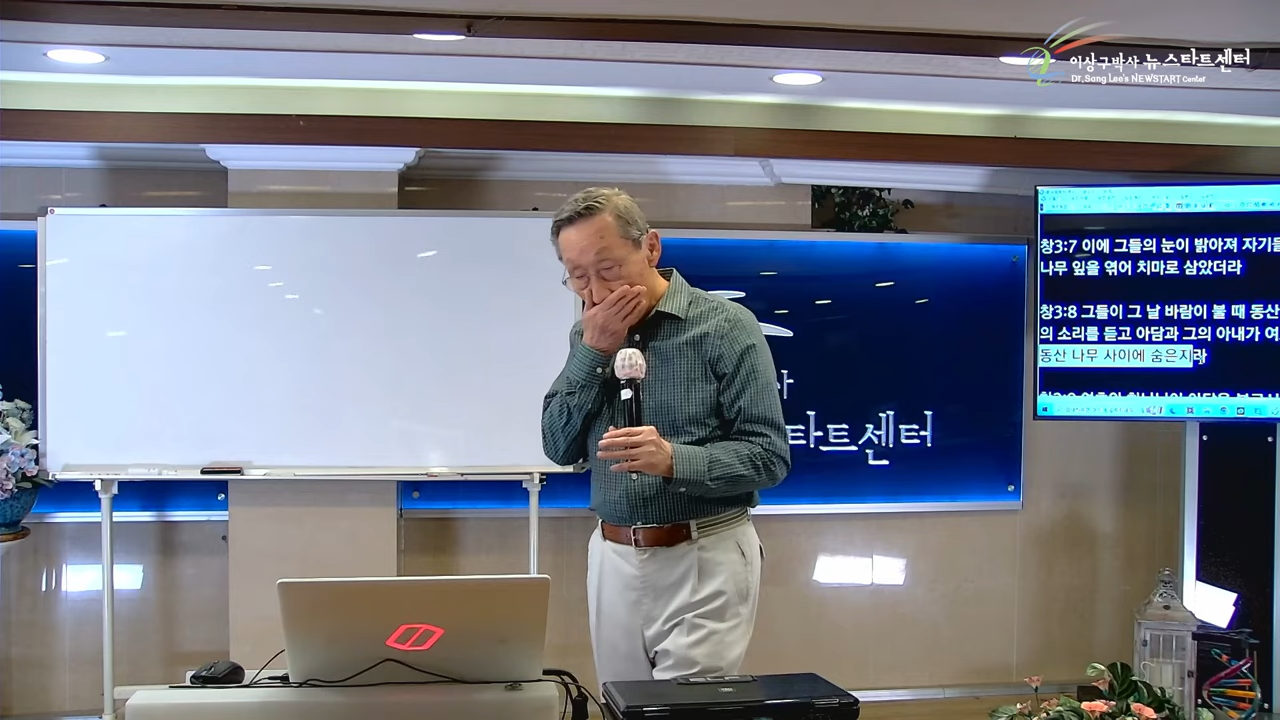 이상구박사 뉴스타트센터
Dr. Sang Lee's NEWSTART Center
창3:7 이에 그들의 눈이 밝아져 자기들
나무 잎을 엮어 치마로 삼았더라
창3:8 그들이 그 날 바람이 불 때 동산
의 소리를 듣고 아담과 그의 아내가 여
동산 나무 사이에 숨은지라
사
타트센터